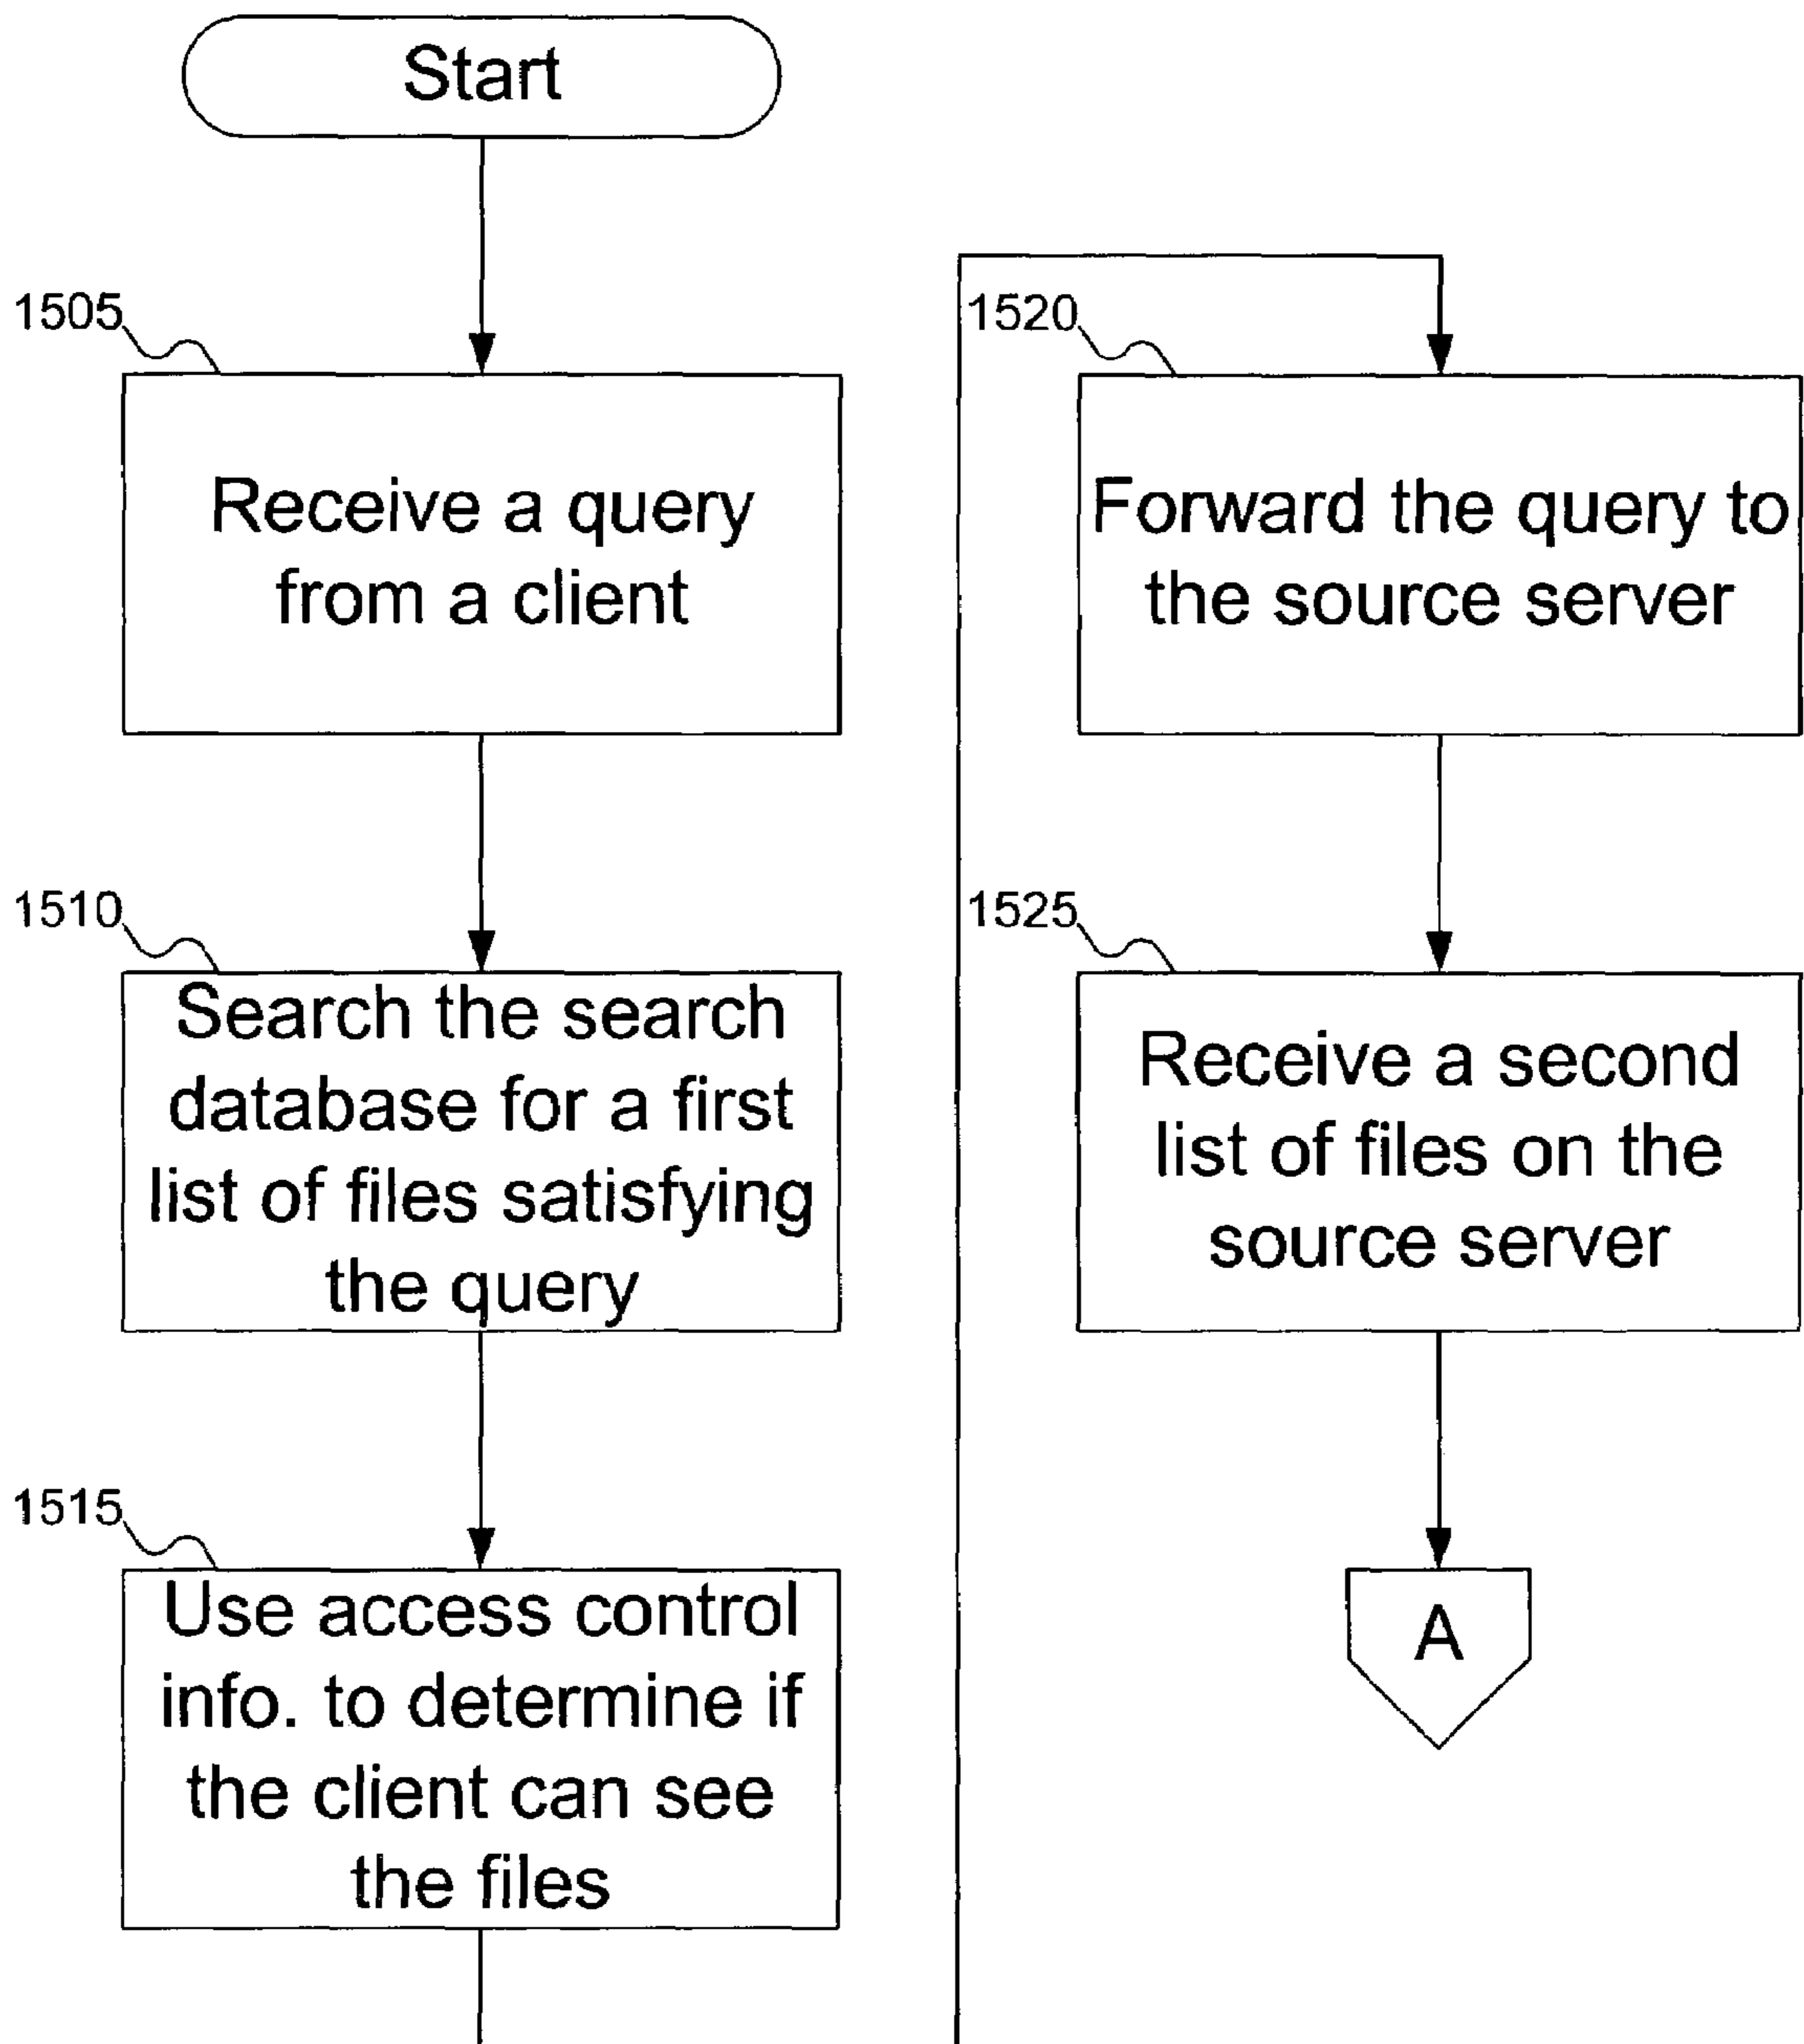 Start
1505
Receive a query
from a client
1510
Search the search
database for a first
list of files satisfying
the query
1515
Use access control
info. to determine if
the client can see
the files
1520
Forward the query to
the source server
1525
Receive a second
list of files on the
source server
A